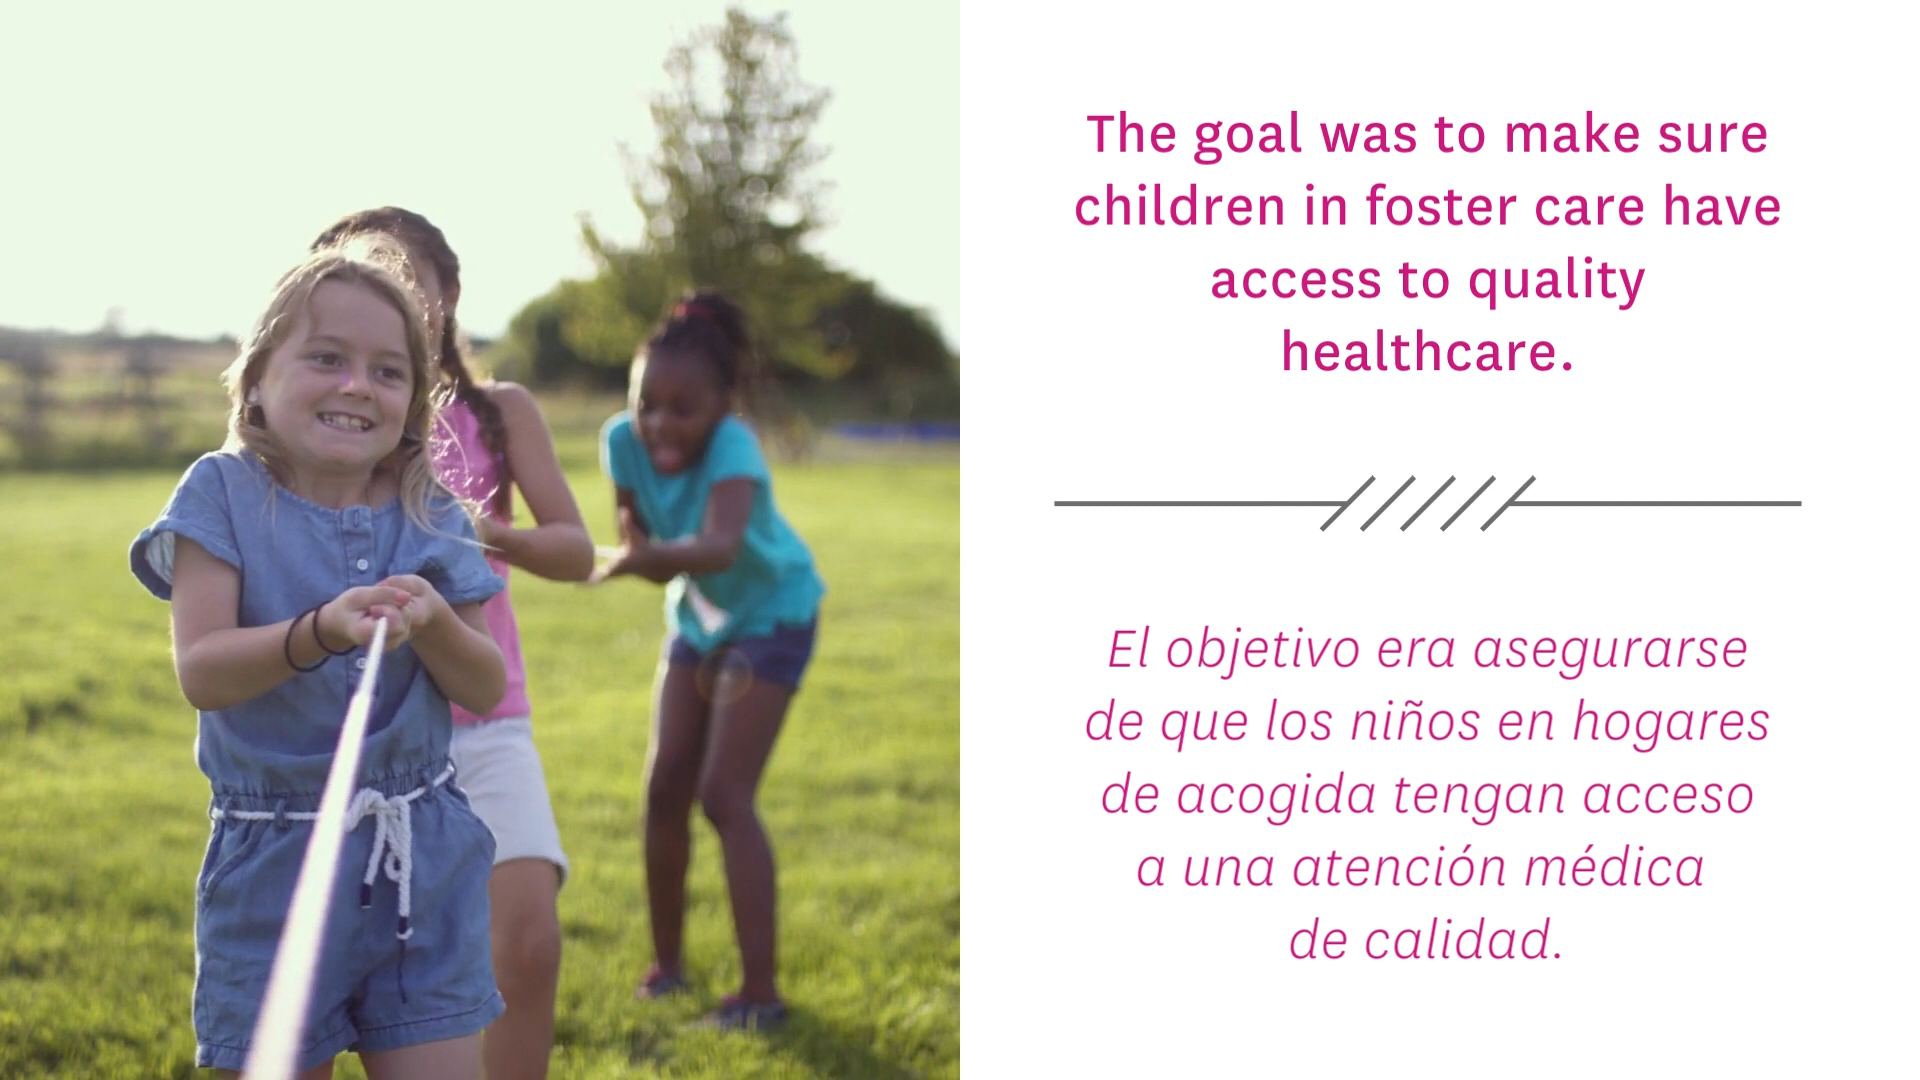 The goal was to make sure
children in foster care have
access to quality
healthcare.
El objetivo era asegurarse
de que los niños en hogares
de acogida tengan acceso
a una atención médica
de calidad.